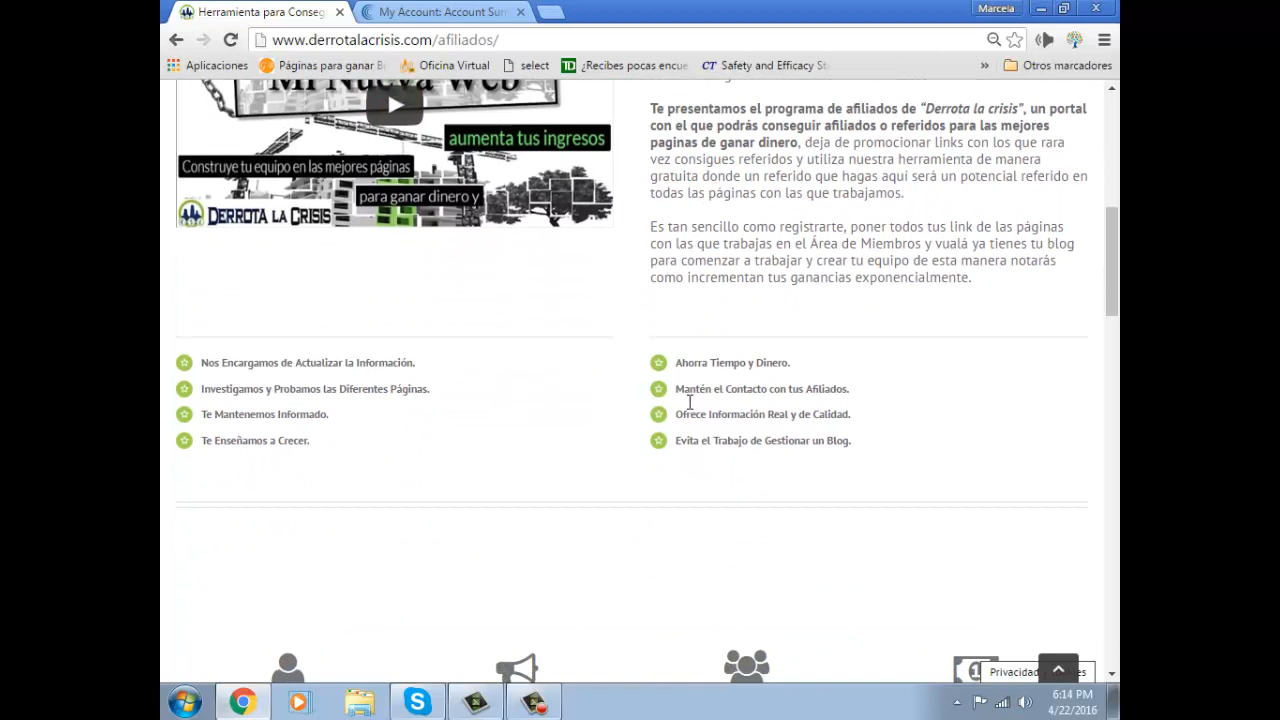 Herramienta para Conseg
My Account: Account Sum
Marcela
www.derrotalacrisis.com/afiliados/
Aplicaciones
Páginas para ganar Di
Oficina Virtual
select
¿Recibes pocas encue
Safety and Efficacy St
»
Otros marcadores
Mi Nueva Web
aumenta tus ingresos
Construye tu equipo en las mejores páginas
para ganar dinero y
DERROTA LA CRISIS
Te presentamos el programa de afiliados de “Derrota la crisis”, un portal
con el que podrás conseguir afiliados o referidos para las mejores
paginas de ganar dinero, deja de promocionar links con los que rara
vez consigues referidos y utiliza nuestra herramienta de manera
gratuita donde un referido que hagas aquí será un potencial referido en
todas las páginas con las que trabajamos.
Es tan sencillo como registrarte, poner todos tus link de las páginas
con las que trabajas en el Área de Miembros y vualá ya tienes tu blog
para comenzar a trabajar y crear tu equipo de esta manera notarás
como incrementan tus ganancias exponencialmente.
Nos Encargamos de Actualizar la Información.
Investigamos y Probamos las Diferentes Páginas.
Te Mantenemos Informado.
Te Enseñamos a Crecer.
Ahorra Tiempo y Dinero.
Mantén el Contacto con tus Afiliados.
Ofrece Información Real y de Calidad.
Evita el Trabajo de Gestionar un Blog.
Privacidad y Cookies
6:14 PM
4/22/2016